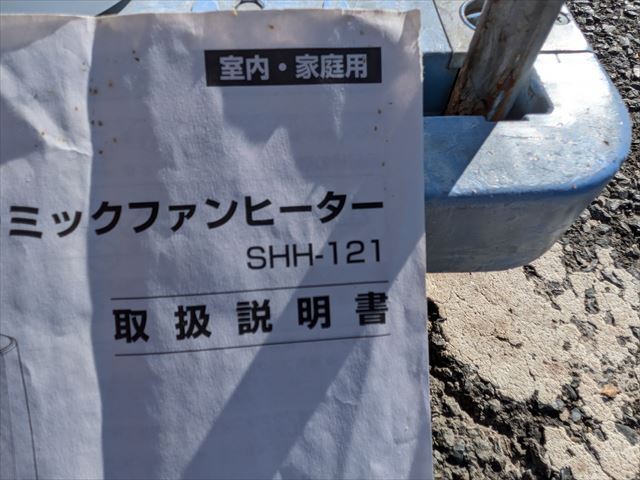 室内・家庭用
ミックファンヒーター
SHH-121
取扱説明書